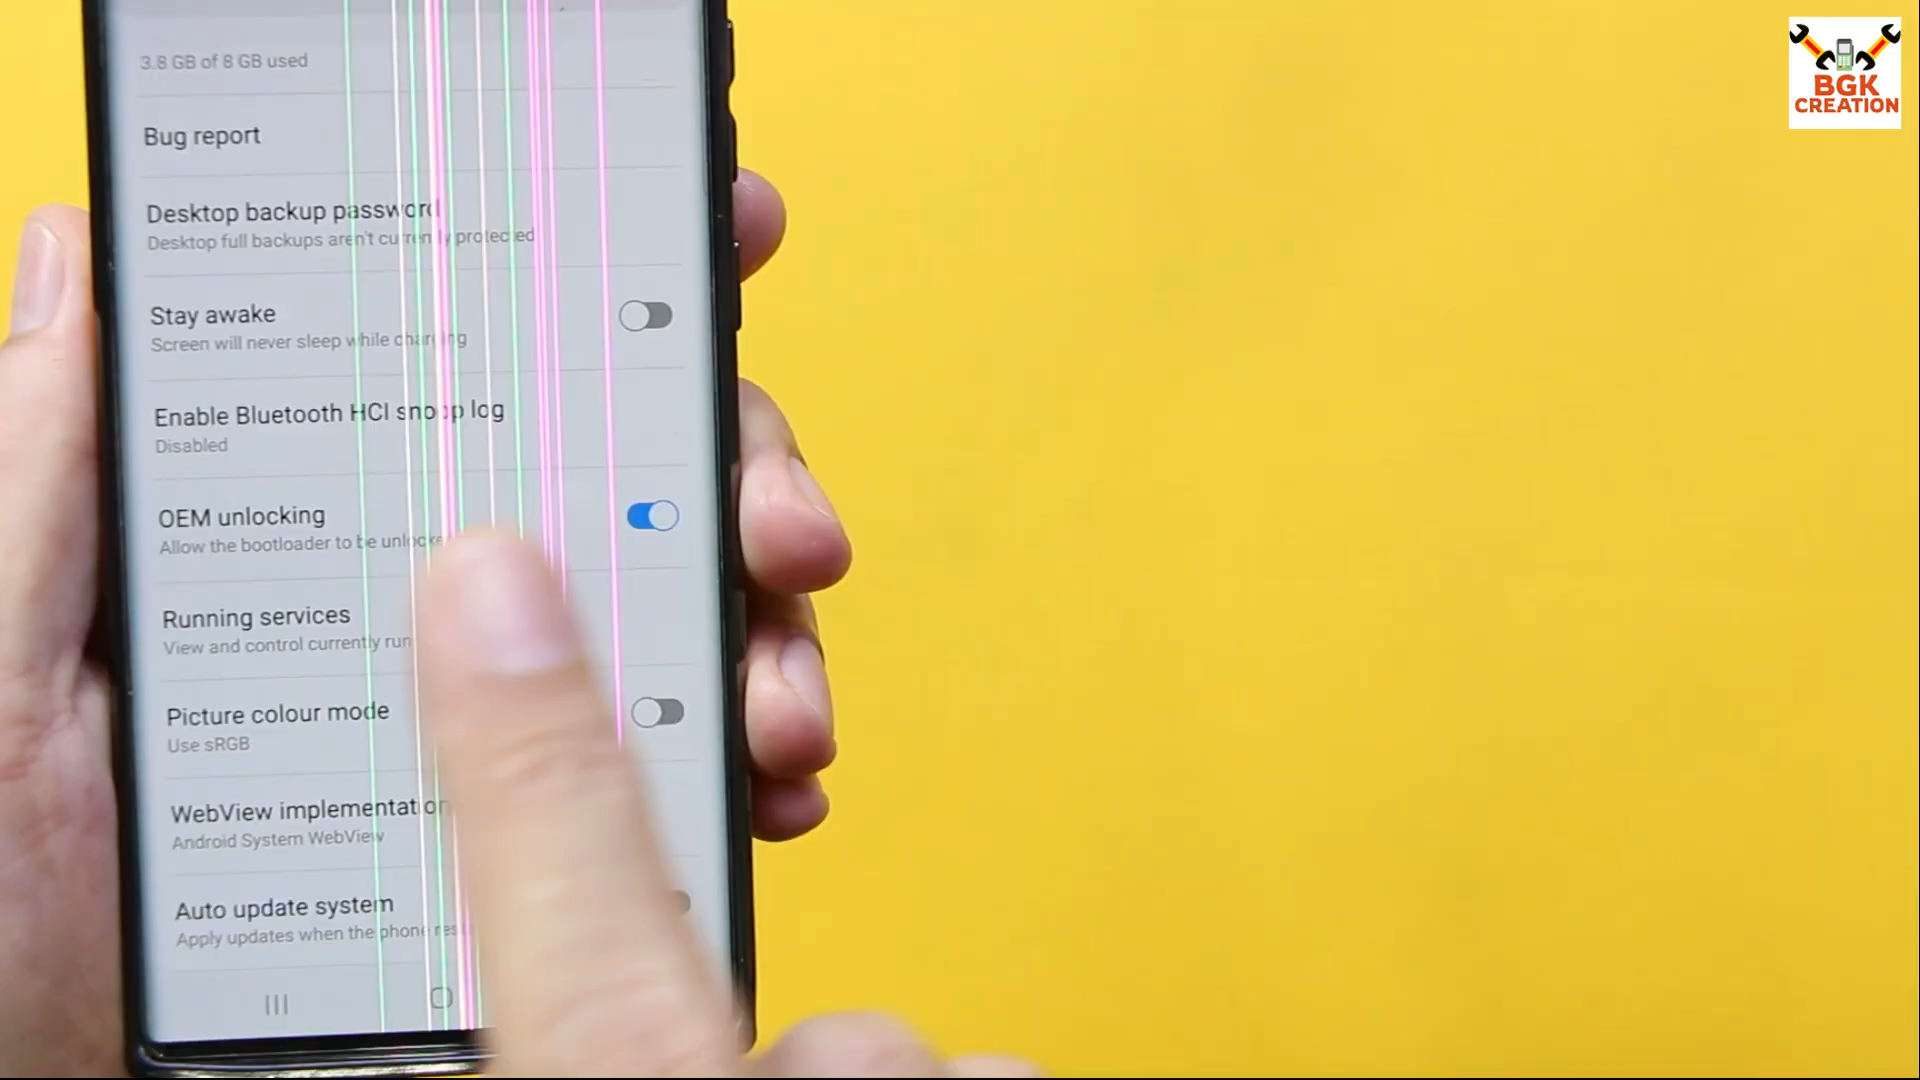 3.8 GB of 8 GB used
Bug report
Desktop backup password
Desktop full backups aren't currently protected
Stay awake
Screen will never sleep while charging
Enable Bluetooth HCI snoop log
Disabled
OEM unlocking
Allow the bootloader to be
Running services
View and control currently
Picture colour mode
Use sRGB
WebView implementation
Android System WebView
Auto update system
Apply updates when the phone
BGK
CREATION